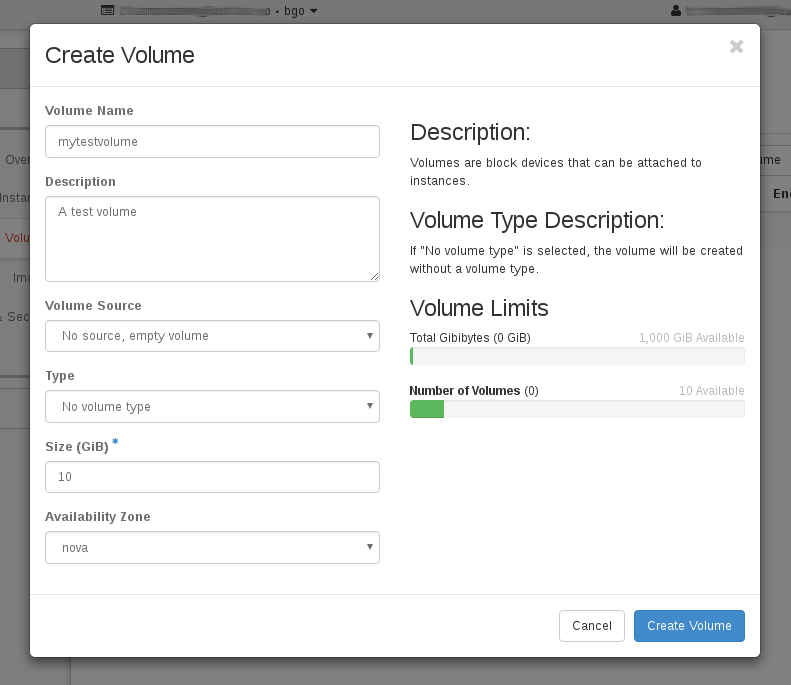 • bgo
Create Volume
Volume Name
mytestvolume
Description
A test volume
Volume Source
No source, empty volume
Type
No volume type
Size (GiB) *
10
Availability Zone
nova
Description:
Volumes are block devices that can be attached to
instances.
Volume Type Description:
If "No volume type" is selected, the volume will be created
without a volume type.
Volume Limits
Total Gibibytes (0 GiB) 1,000 GiB Available
Number of Volumes (0) 10 Available
Cancel Create Volume
Over
Instan
Volu
Ima
& Sec
ume
En